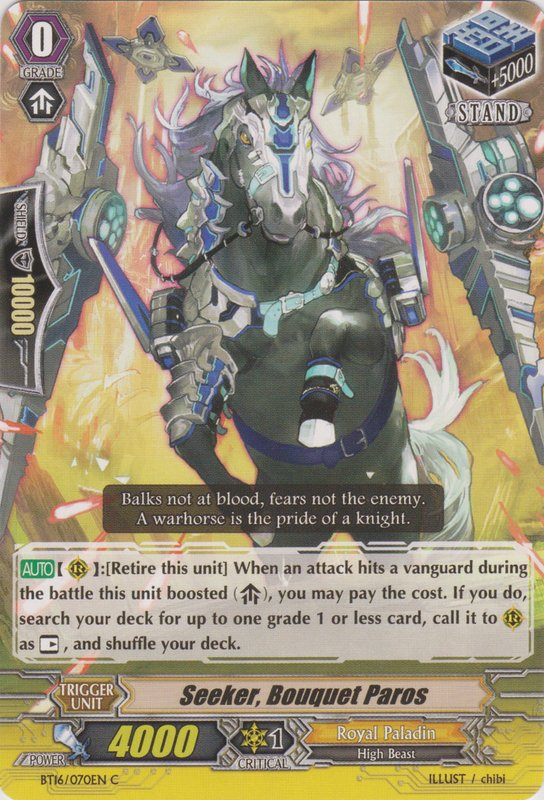 0
GRADE
+5000
STAND
SHIELD
10000
Balks not at blood, fears not the enemy.
A warhorse is the pride of a knight.
AUTO【 R 】:[Retire this unit] When an attack hits a vanguard during
the battle this unit boosted ( ), you may pay the cost. If you do,
search your deck for up to one grade 1 or less card, call it to R
as , and shuffle your deck.
TRIGGER
UNIT
Seeker, Bouquet Paros
POWER
4000
1
CRITICAL
Royal Paladin
High Beast
BT16/070EN C
ILLUST / chibi